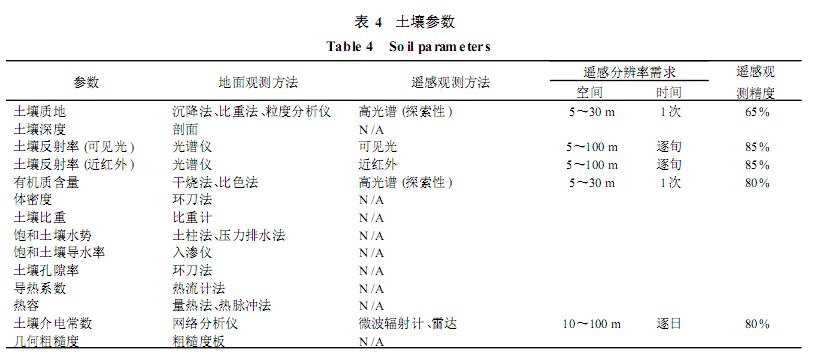 表 4 土壤参数
Table 4 Soil parameters
参数 地面观测方法 遥感观测方法 遥感分辨率需求 遥感观测精度
空间 时间
土壤质地 沉降法、比重法、粒度分析仪 高光谱 (探索性) 5～30 m 1次 65%
土壤深度 剖面 N/A
土壤反射率 (可见光) 光谱仪 可见光 5～100 m 逐旬 85%
土壤反射率 (近红外) 光谱仪 近红外 5～100 m 逐旬 85%
有机质含量 干烧法、比色法 高光谱 (探索性) 5～30 m 1次 80%
体密度 环刀法 N/A
土壤比重 比重计 N/A
饱和土壤水势 土柱法、压力排水法 N/A
饱和土壤导水率 入渗仪 N/A
土壤孔隙率 环刀法 N/A
导热系数 热流计法 N/A
热容 量热法、热脉冲法 N/A
土壤介电常数 网络分析仪 微波辐射计、雷达 10～100 m 逐日 80%
几何粗糙度 粗糙度板 N/A